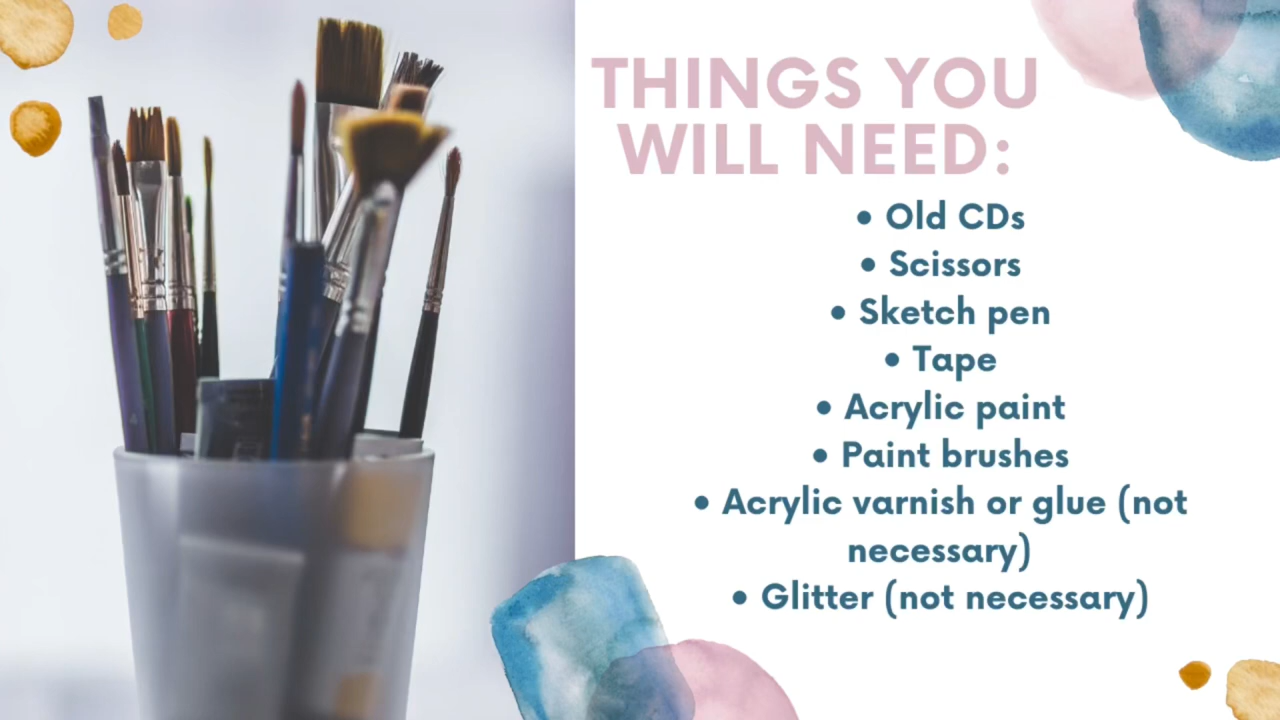 THINGS YOU
WILL NEED:
• Old CDs
• Scissors
• Sketch pen
• Tape
• Acrylic paint
• Paint brushes
• Acrylic varnish or glue (not
necessary)
• Glitter (not necessary)